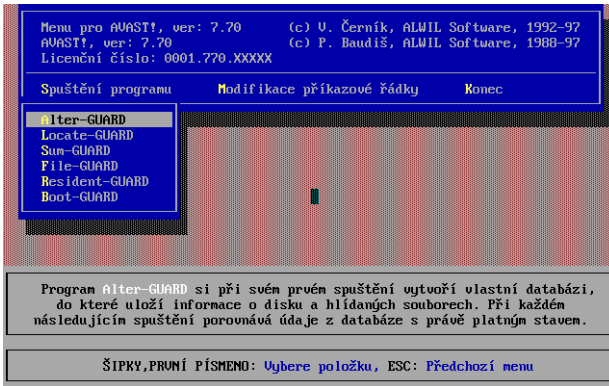 Menu pro AVAST!, ver: 7.70 (c) V. Černík, ALWIL Software, 1992-97
AVAST!, ver: 7.70 (c) P. Baudiš, ALWIL Software, 1988-97
Licenční číslo: 0001.770.XXXXX
Spuštění programu Modifikace příkazové řádky Konec
Alter-GUARD
Locate-GUARD
Sum-GUARD
File-GUARD
Resident-GUARD
Boot-GUARD
Program Alter-GUARD si při svém prvém spuštění vytvoří vlastní databázi,
do které uloží informace o disku a hlídaných souborech. Při každém
následujícím spuštění porovnává údaje z databáze s právě platným stavem.
ŠIPKY,PRVNÍ PÍSMENO: Vybere položku, ESC: Předchozí menu